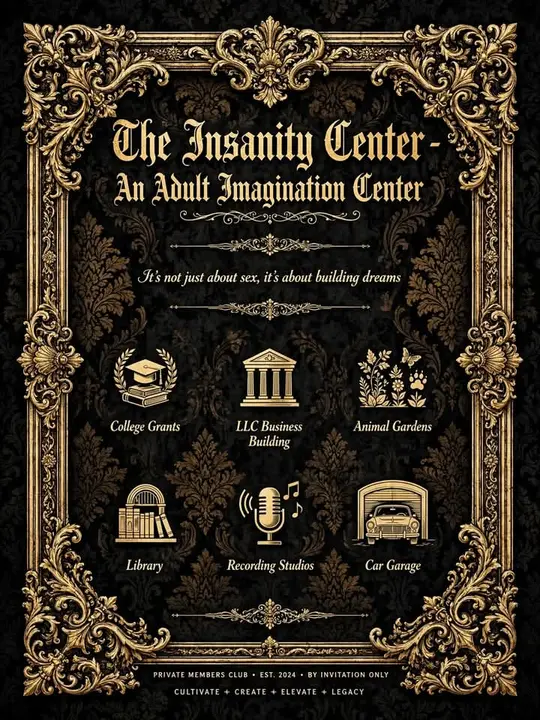 The Insanity Center -
An Adult Imagination Center
It's not just about sex, it's about building dreams
College Grants
LLC Business
Building
Animal Gardens
Library
Recording Studios
Car Garage
PRIVATE MEMBERS CLUB • EST. 2024 • BY INVITATION ONLY
CULTIVATE + CREATE + ELEVATE + LEGACY